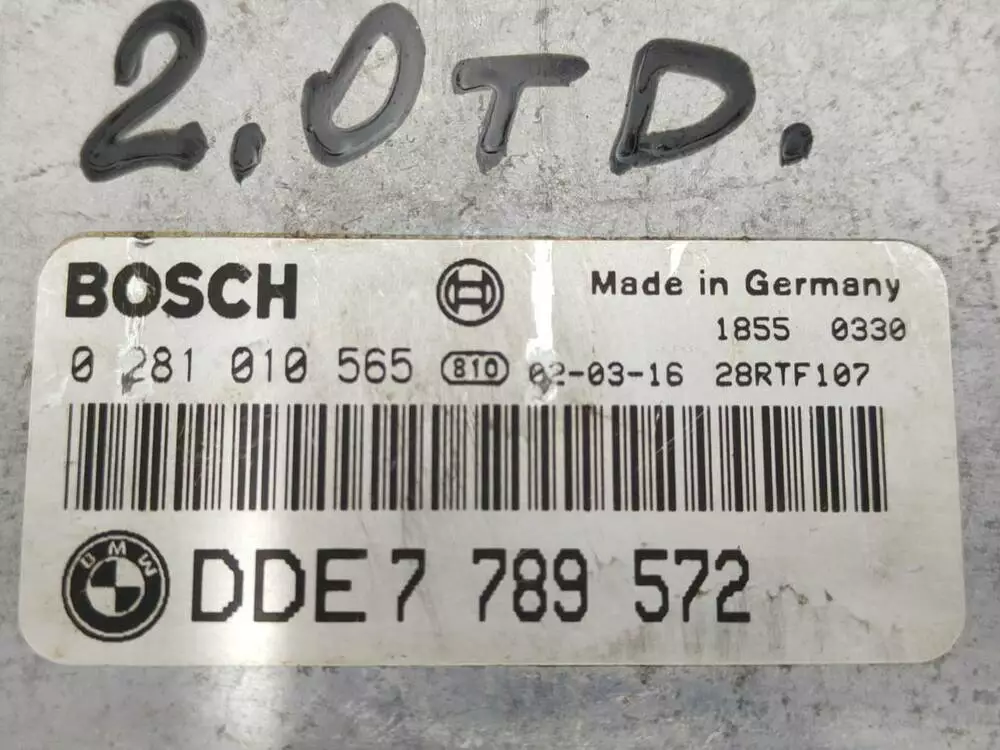 2.0TD.
BOSCH
Made in Germany
1855 0330
0 281 010 565 810 02-03-16 28RTF107
BMW
DDE7 789 572